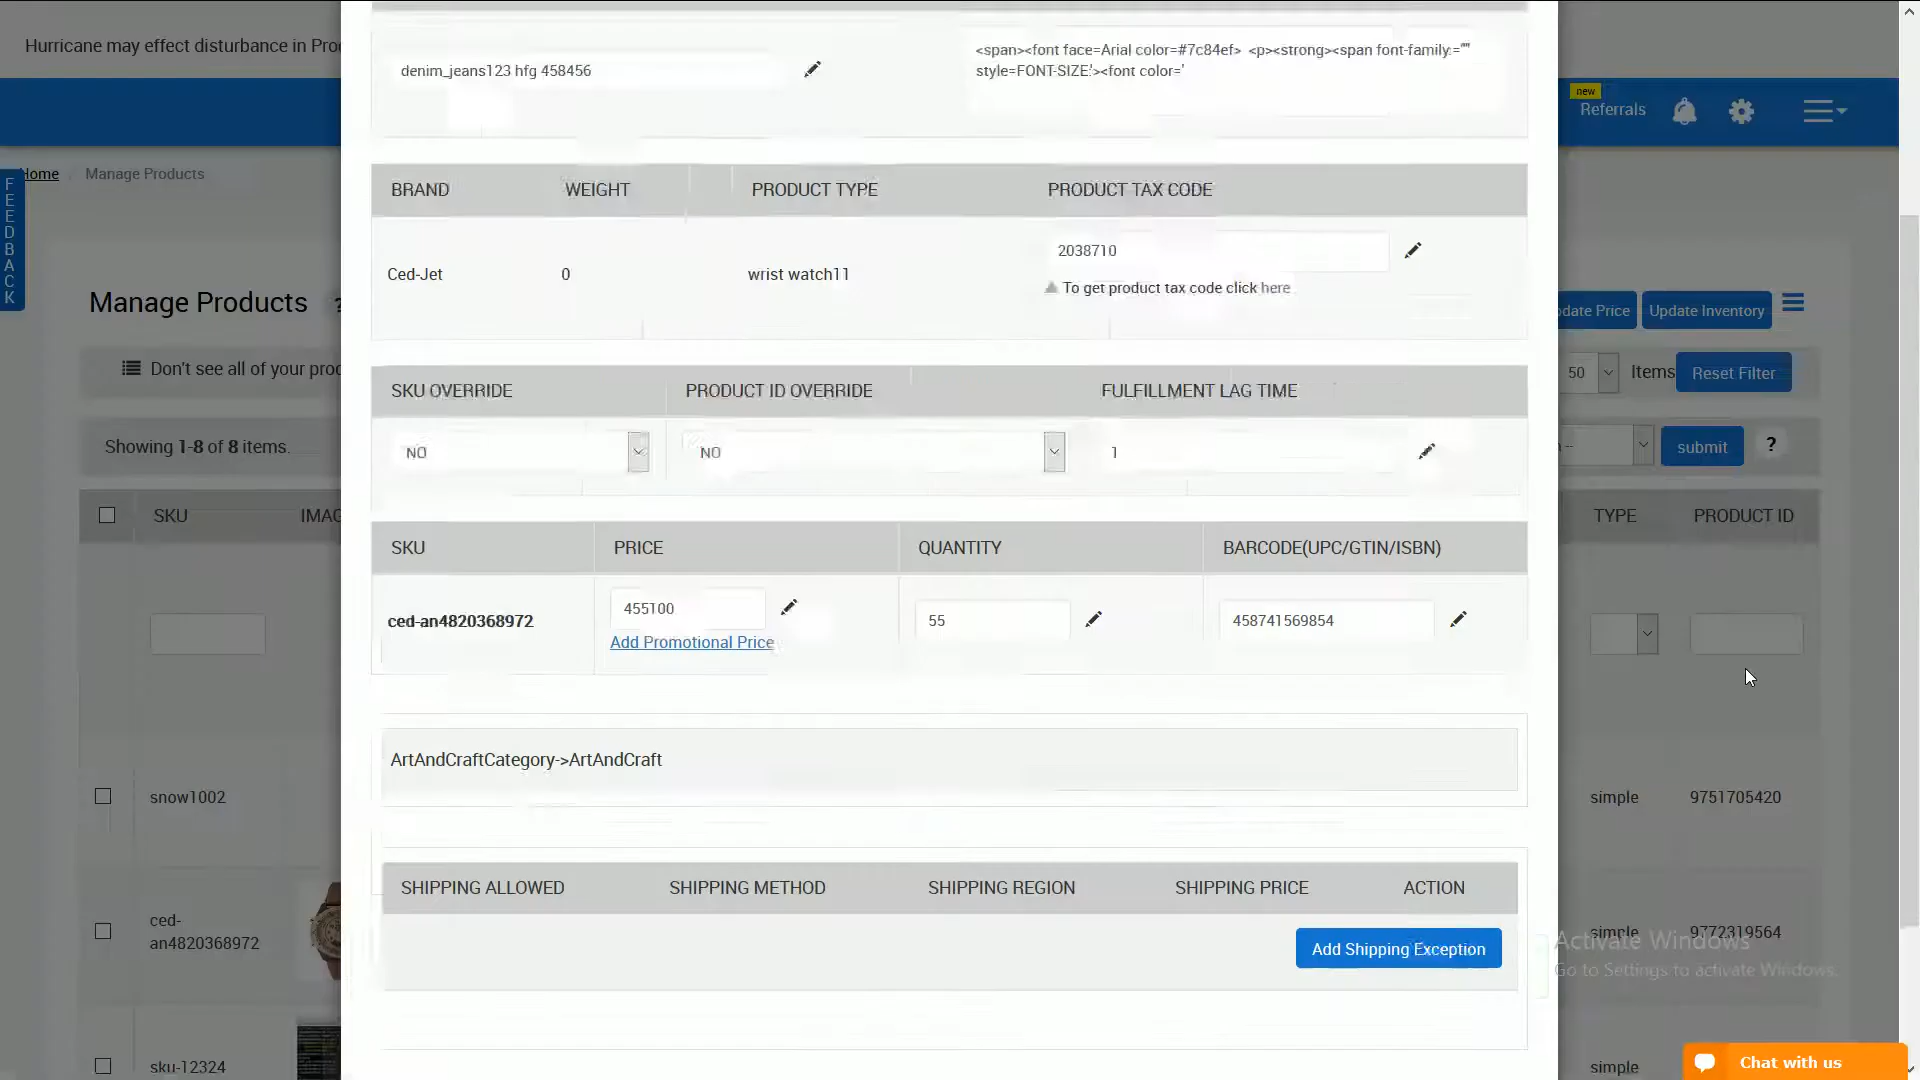 Hurricane may effect disturbance in Pro
denim_jeans123 hfg 458456
<span><font face=Arial color=#7c84ef> <p><strong><span font-family:=""
style=FONT-SIZE:'><font color='
new
Referrals
Home
Manage Products
FEEDBACK
BRAND
WEIGHT
PRODUCT TYPE
PRODUCT TAX CODE
Ced-Jet
0
wrist watch11
2038710
To get product tax code click here
Manage Products
?
date Price
Update Inventory
Don't see all of your proc
50
Items
Reset Filter
SKU OVERRIDE
PRODUCT ID OVERRIDE
FULFILLMENT LAG TIME
NO
NO
1
Showing 1-8 of 8 items.
--
submit
?
SKU
IMAG
TYPE
PRODUCT ID
SKU
PRICE
QUANTITY
BARCODE(UPC/GTIN/ISBN)
ced-an4820368972
455100
Add Promotional Price
55
458741569854
ArtAndCraftCategory->ArtAndCraft
snow1002
simple
9751705420
SHIPPING ALLOWED
SHIPPING METHOD
SHIPPING REGION
SHIPPING PRICE
ACTION
Add Shipping Exception
ced-
an4820368972
simple
9772319564
Activate Windows
Go to Settings to activate Windows.
sku-12324
simple
Chat with us